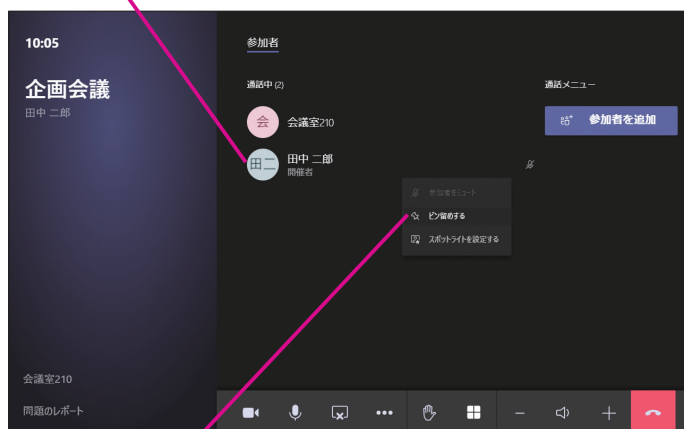 10:05
企画会議
田中 二郎
参加者
通話中 (2)
通話メニュー
会
会議室210
参加者を追加
田二
田中 二郎
開催者
参加者をミュート
ピン留めする
スポットライトを設定する
会議室210
問題のレポート